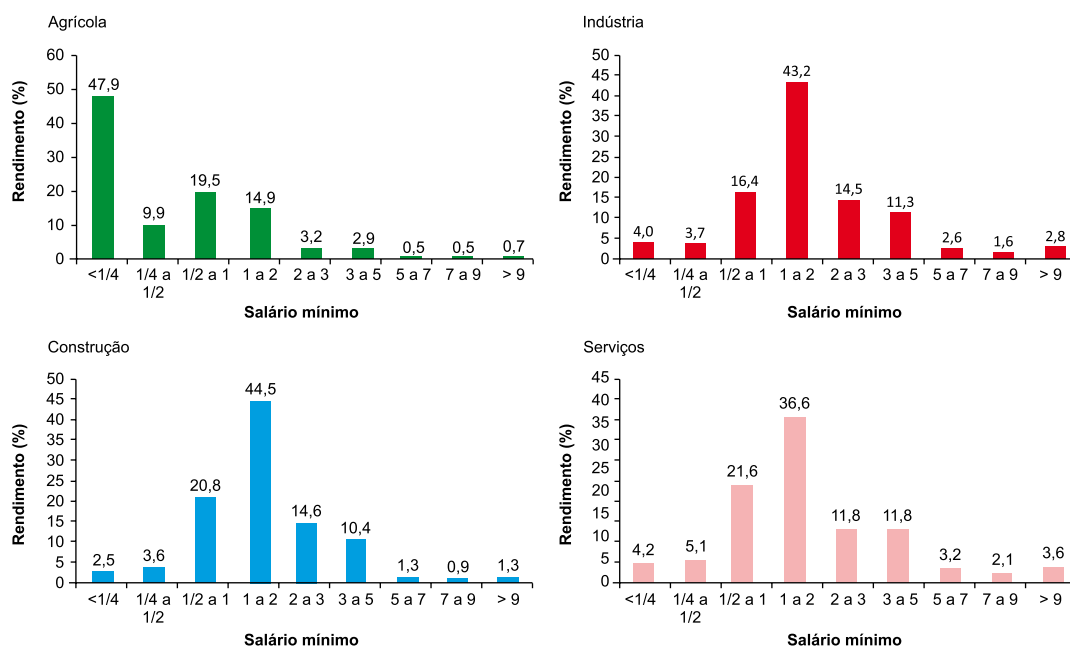 Agrícola
Rendimento (%)
60
50
40
30
20
10
0
47,9
9,9
19,5
14,9
3,2
2,9
0,5
0,5
0,7
<1/4
1/4 a
1/2
1/2 a 1
1 a 2
2 a 3
3 a 5
5 a 7
7 a 9
> 9
Salário mínimo
Indústria
Rendimento (%)
50
45
40
35
30
25
20
15
10
5
0
4,0
3,7
16,4
43,2
14,5
11,3
2,6
1,6
2,8
<1/4
1/4 a
1/2
1/2 a 1
1 a 2
2 a 3
3 a 5
5 a 7
7 a 9
> 9
Salário mínimo
Construção
Rendimento (%)
50
45
40
35
30
25
20
15
10
5
0
2,5
3,6
20,8
44,5
14,6
10,4
1,3
0,9
1,3
<1/4
1/4 a
1/2
1/2 a 1
1 a 2
2 a 3
3 a 5
5 a 7
7 a 9
> 9
Salário mínimo
Serviços
Rendimento (%)
45
40
35
30
35
20
20
15
10
5
0
4,2
5,1
21,6
36,6
11,8
11,8
3,2
2,1
3,6
<1/4
1/4 a
1/2
1/2 a 1
1 a 2
2 a 3
3 a 5
5 a 7
7 a 9
> 9
Salário mínimo